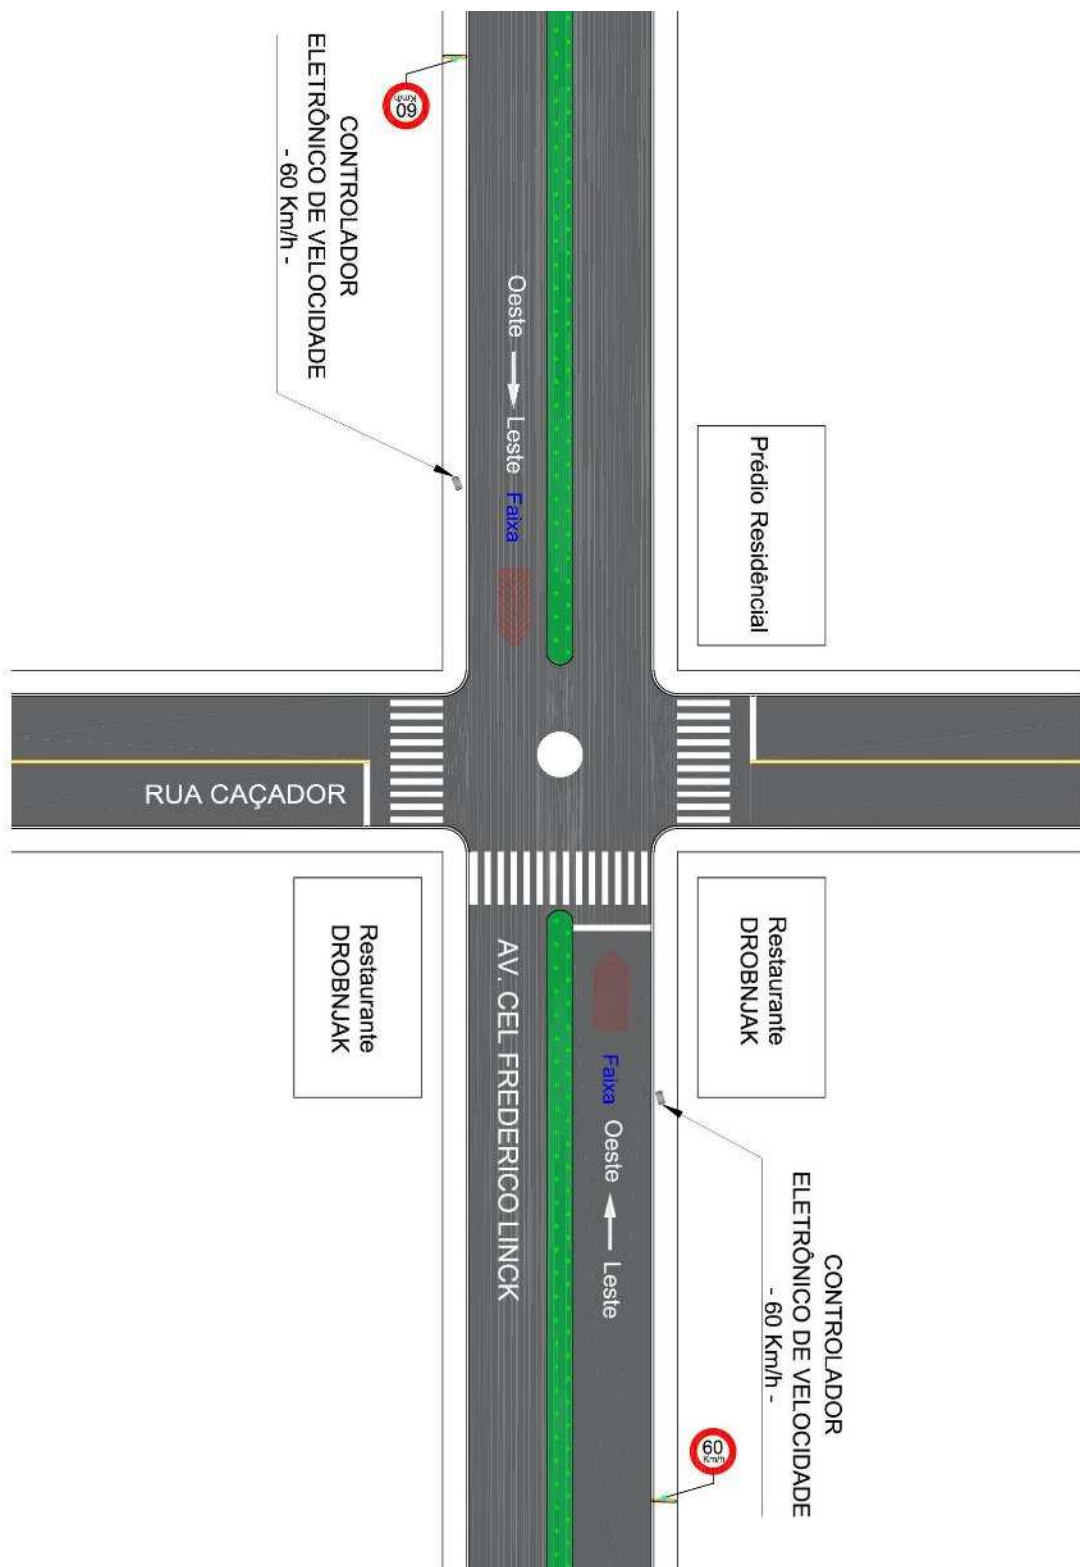 CONTROLADOR
ELETRÔNICO DE VELOCIDADE
- 60 Km/h -
60
Km/h
Oeste Leste Faixa
Prédio Residêncial
RUA CAÇADOR
Restaurante
DROBNJAK
AV. CEL FREDERICO LINCK
Restaurante
DROBNJAK
Faixa Oeste Leste
CONTROLADOR
ELETRÔNICO DE VELOCIDADE
- 60 Km/h -
60
Km/h